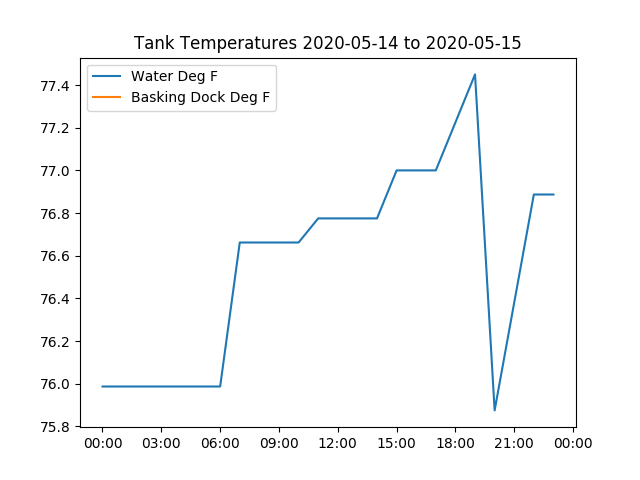 Tank Temperatures 2020-05-14 to 2020-05-15
Water Deg F
Basking Dock Deg F
77.4
77.2
77.0
76.8
76.6
76.4
76.2
76.0
75.8
00:00 03:00 06:00 09:00 12:00 15:00 18:00 21:00 00:00